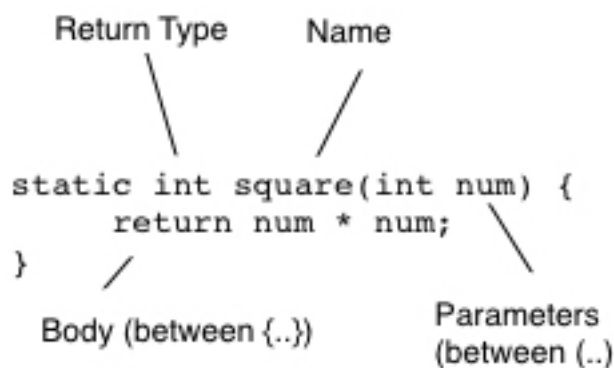 Return Type Name
static int square(int num) {
return num * num;
}
Body (between {..})
Parameters
(between (..)